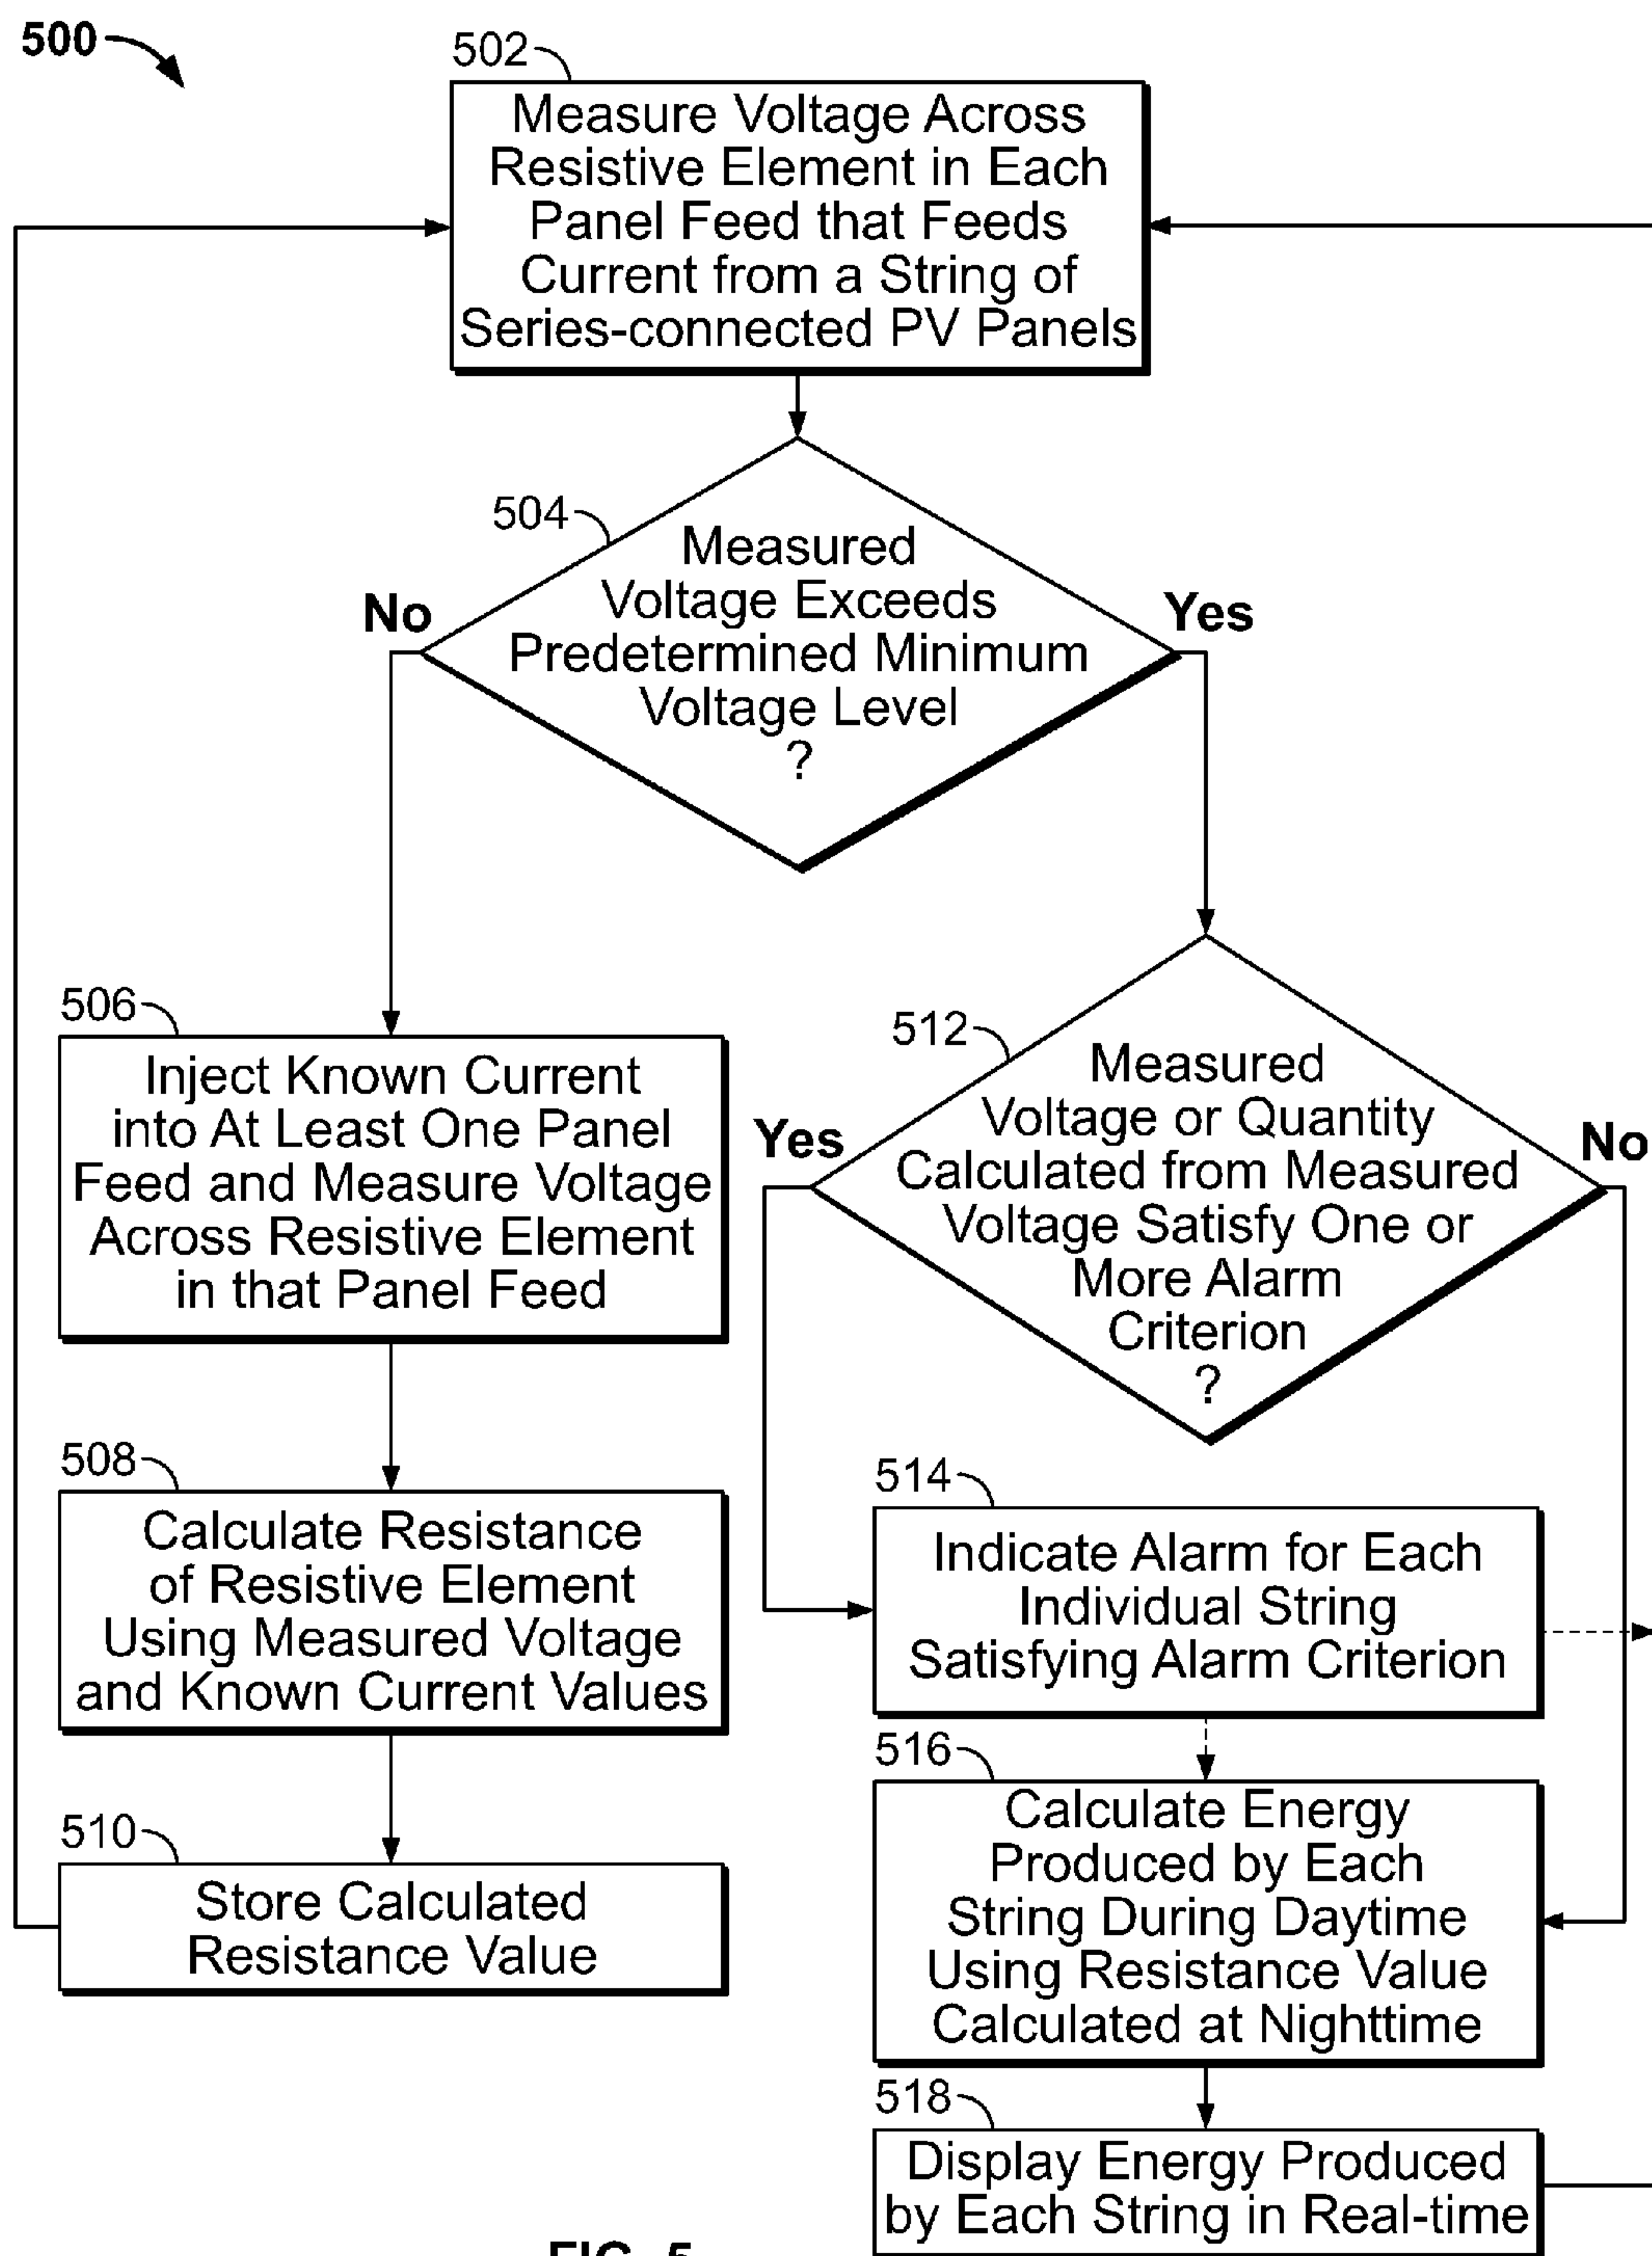 500
502
Measure Voltage Across
Resistive Element in Each
Panel Feed that Feeds
Current from a String of
Series-connected PV Panels
504
Measured
Voltage Exceeds
Predetermined Minimum
Voltage Level
?
No
Yes
506
Inject Known Current
into At Least One Panel
Feed and Measure Voltage
Across Resistive Element
in that Panel Feed
512
Measured
Voltage or Quantity
Calculated from Measured
Voltage Satisfy One or
More Alarm
Criterion
?
Yes
No
508
Calculate Resistance
of Resistive Element
Using Measured Voltage
and Known Current Values
514
Indicate Alarm for Each
Individual String
Satisfying Alarm Criterion
510
Store Calculated
Resistance Value
516
Calculate Energy
Produced by Each
String During Daytime
Using Resistance Value
Calculated at Nighttime
518
Display Energy Produced
by Each String in Real-time
FIG. 5